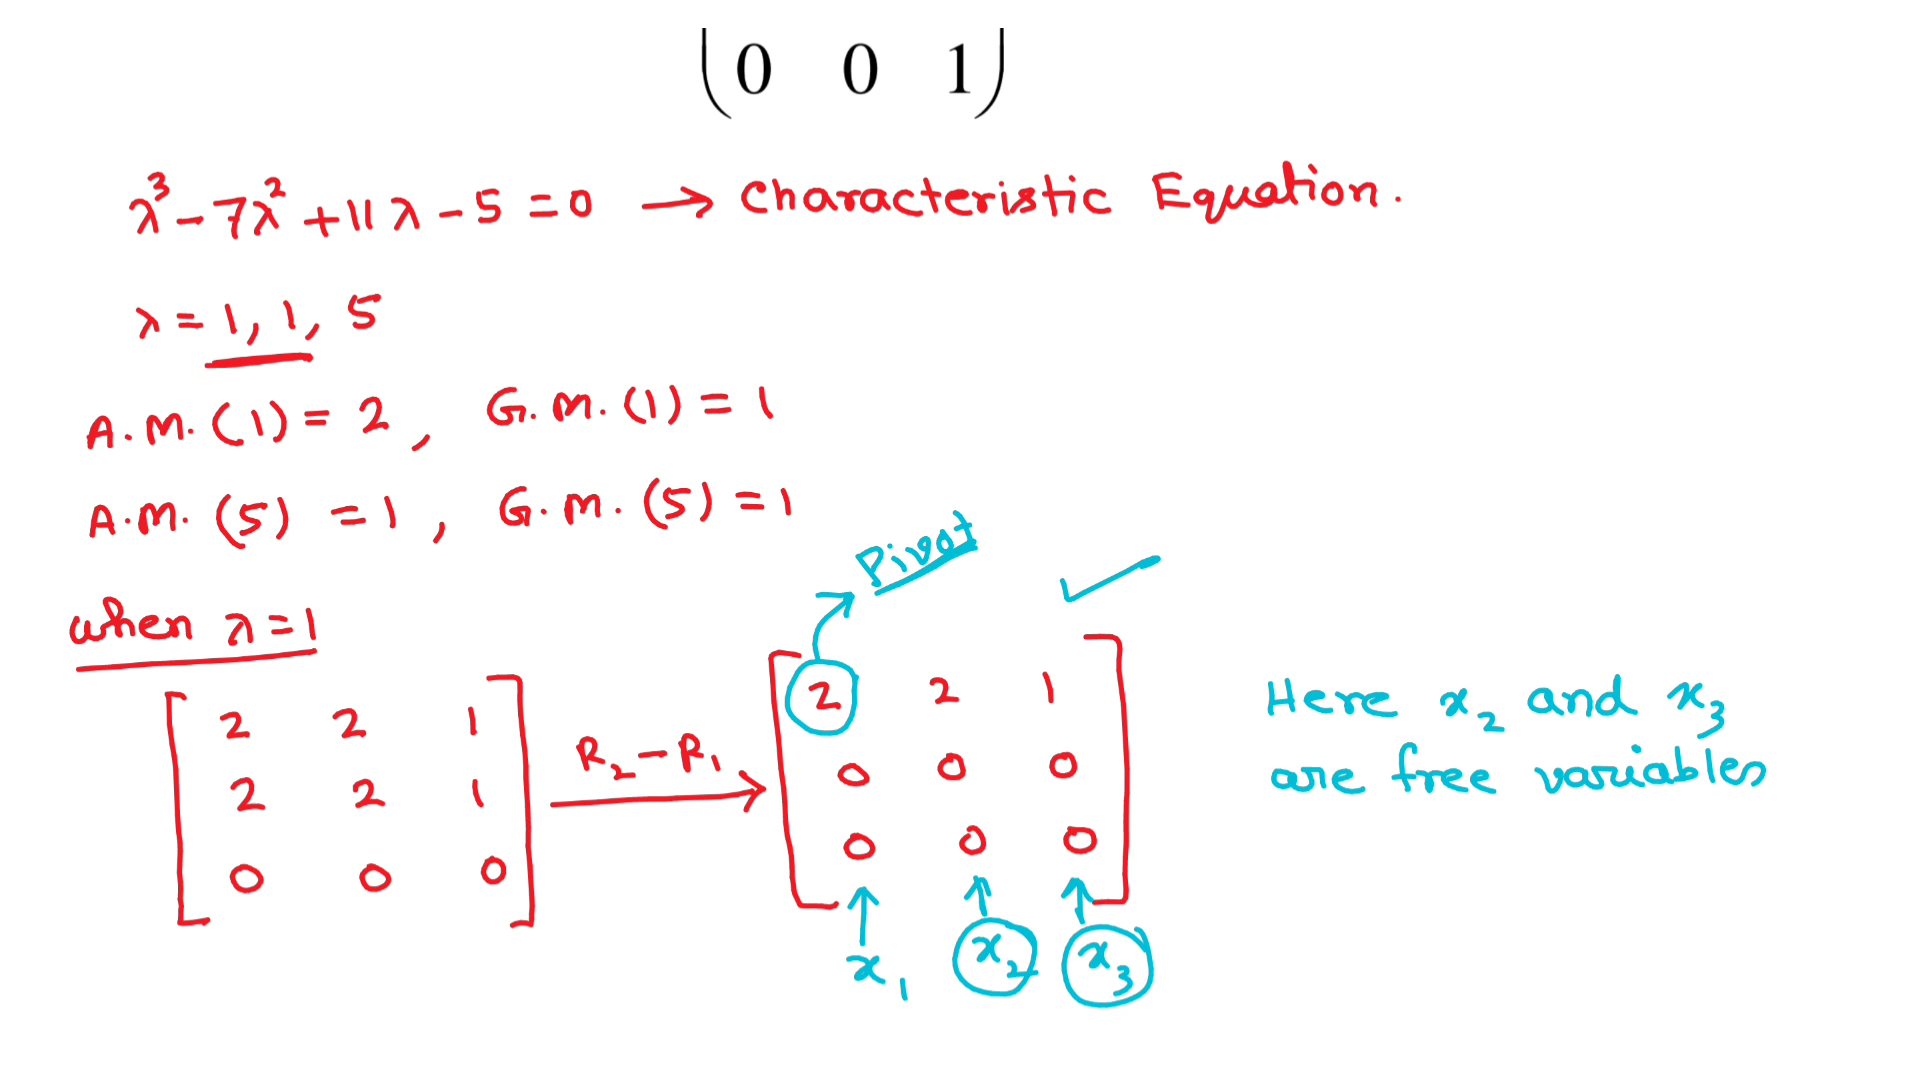 0 0 1
λ³ - 7λ² + 11λ - 5 = 0 → Characteristic Equation.
λ = 1, 1, 5
A.M. (1) = 2 , G.M. (1) = 1
A.M. (5) = 1 , G.M. (5) = 1
Pivot
when λ = 1
2 2 1
2 2 1
0 0 0
R₂ - R₁
2 2 1
0 0 0
0 0 0
x₁ x₂ x₃
Here x₂ and x₃
are free variables